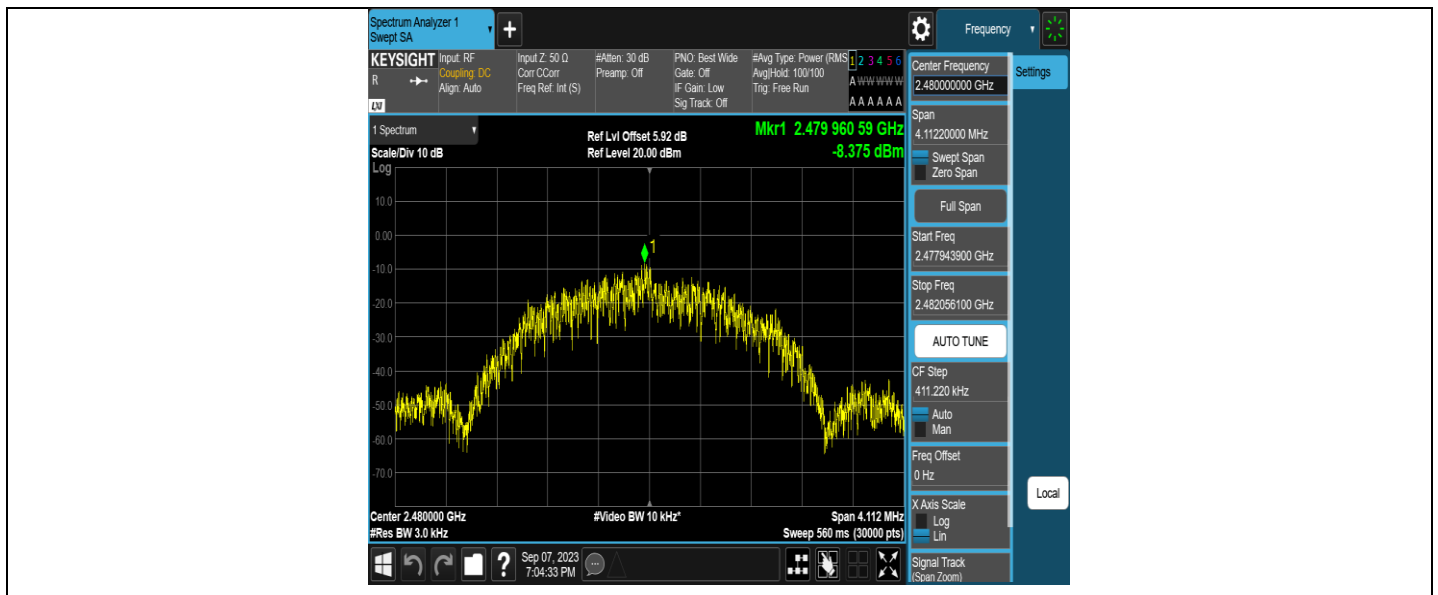 Spectrum Analyzer 1
Swept SA
+
Frequency
KEYSIGHT
R
LXI
Input: RF
Coupling: DC
Align: Auto
Input Z: 50 Ω
Corr CCorr
Freq Ref: Int (S)
#Atten: 30 dB
Preamp: Off
PNO: Best Wide
Gate: Off
IF Gain: Low
Sig Track: Off
#Avg Type: Power (RMS
Avg|Hold: 100/100
Trig: Free Run
1 2 3 4 5 6
A W W W W W
A A A A A A
1 Spectrum
Scale/Div 10 dB
Log
Ref Lvl Offset 5.92 dB
Ref Level 20.00 dBm
Mkr1 2.479 960 59 GHz
-8.375 dBm
10.0
0.00
-10.0
-20.0
-30.0
-40.0
-50.0
-60.0
-70.0
1
Center 2.480000 GHz
#Res BW 3.0 kHz
#Video BW 10 kHz*
Span 4.112 MHz
Sweep 560 ms (30000 pts)
Sep 07, 2023
7:04:33 PM
?
Center Frequency
2.480000000 GHz
Settings
Span
4.11220000 MHz
Swept Span
Zero Span
Full Span
Start Freq
2.477943900 GHz
Stop Freq
2.482056100 GHz
AUTO TUNE
CF Step
411.220 kHz
Auto
Man
Freq Offset
0 Hz
Local
X Axis Scale
Log
Lin
Signal Track
(Span Zoom)